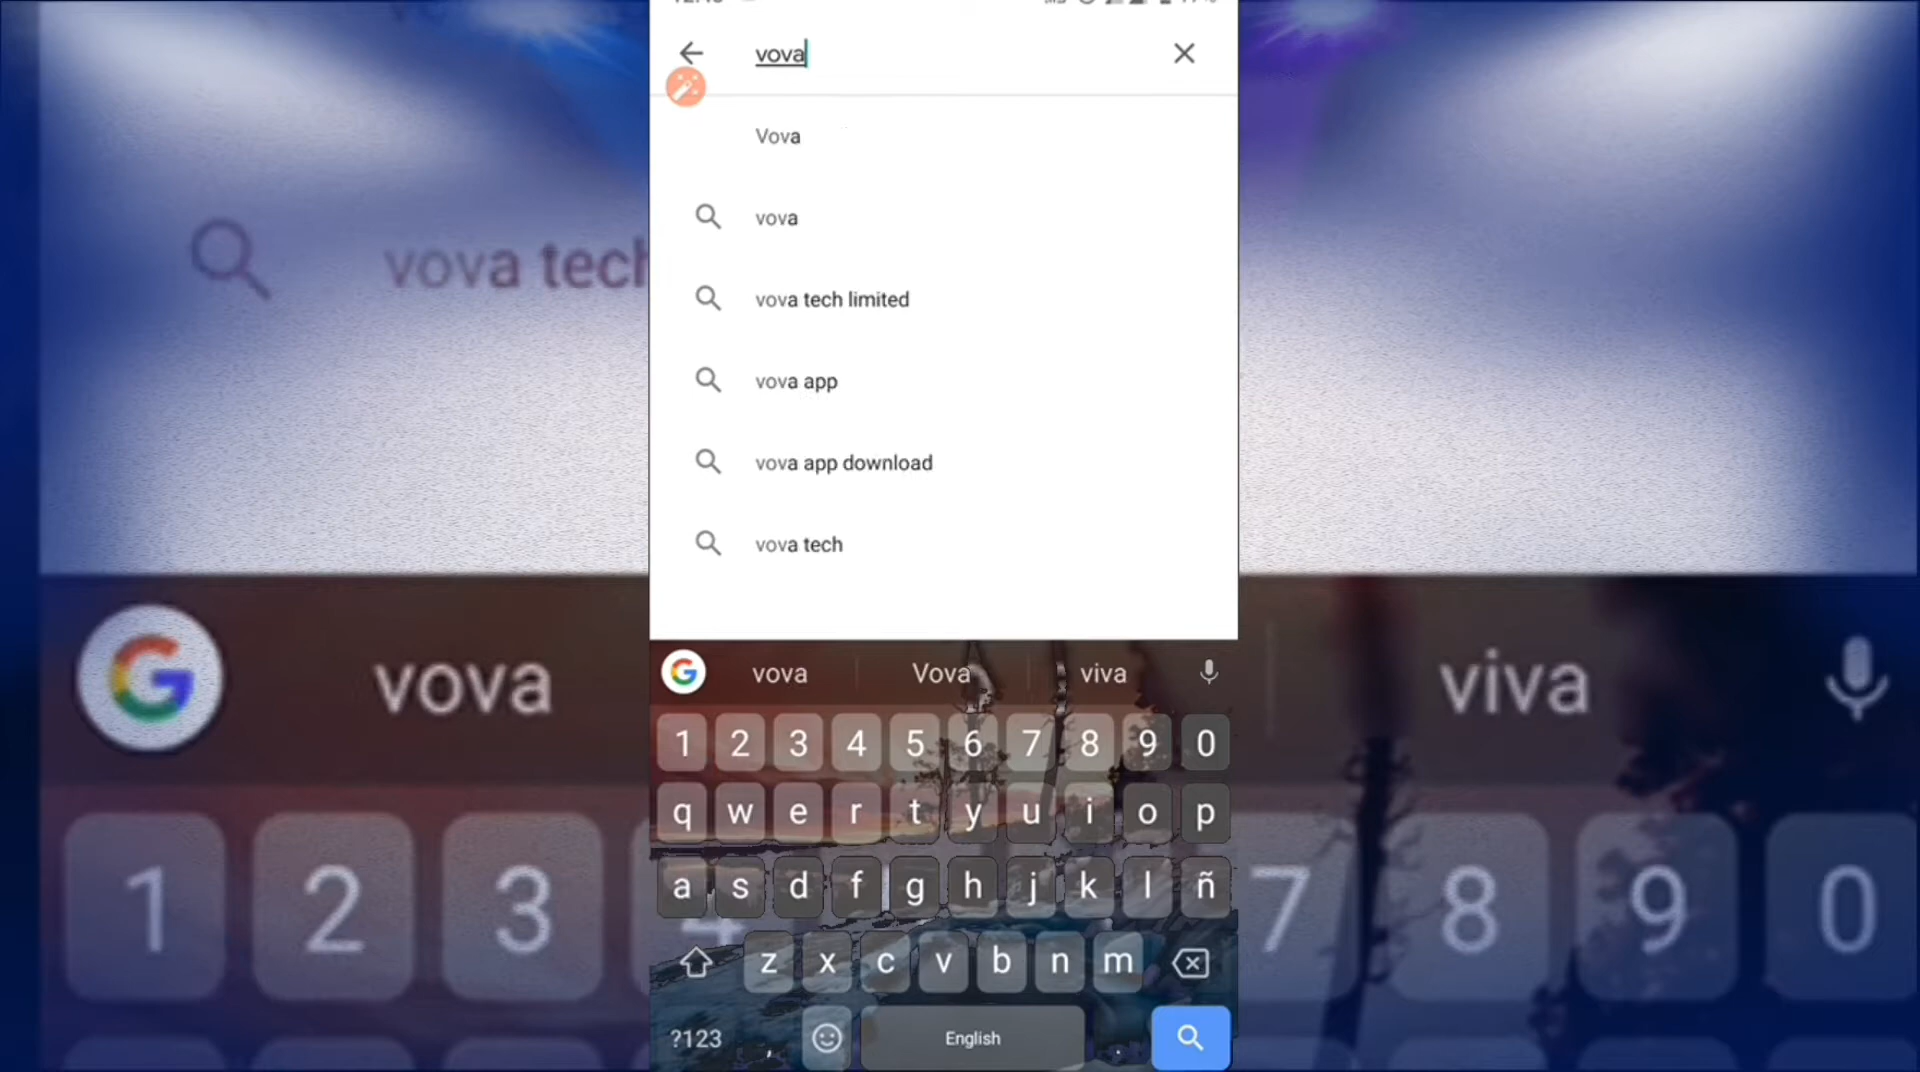 vova
Vova
vova
vova tech limited
vova app
vova app download
vova tech
vova Vova viva
1 2 3 4 5 6 7 8 9 0
q w e r t y u i o p
a s d f g h j k l ñ
z x c v b n m
?123 , English .
vova tech
G vova viva
1 2 3 7 8 9 0